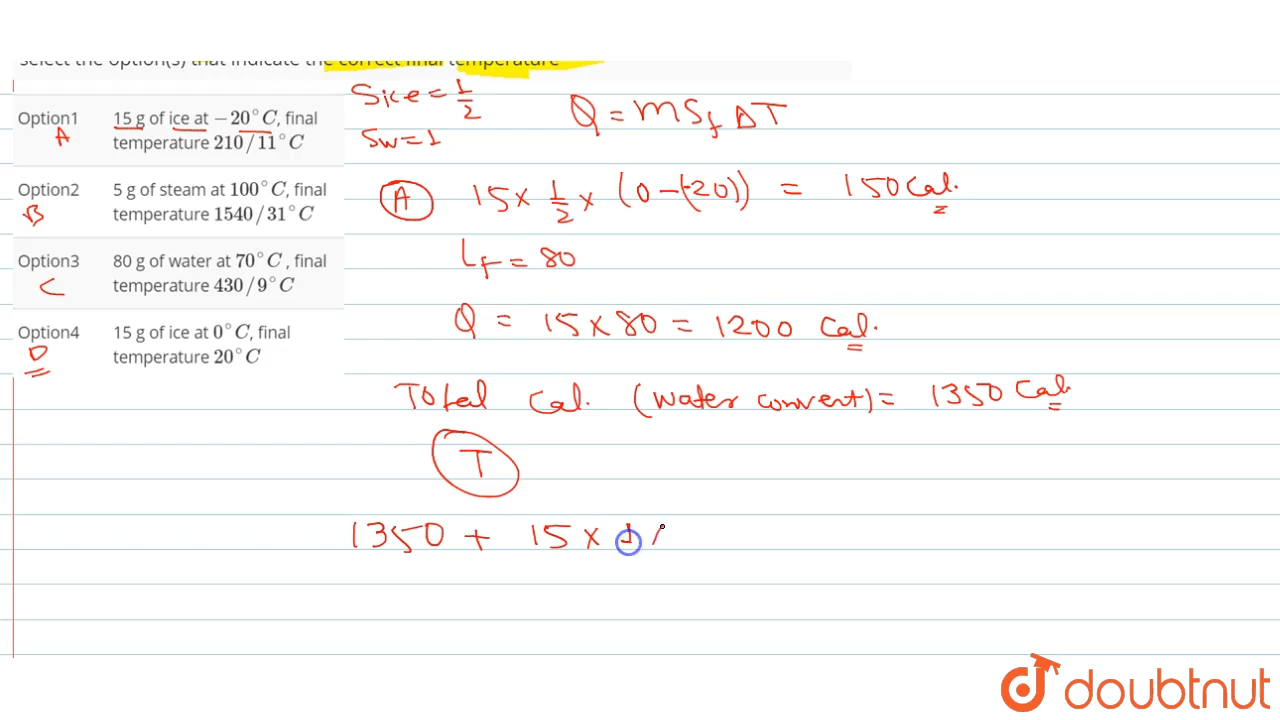 select the option(s) that indicate the correct final temperature
Option1 15 g of ice at −20°C, final
temperature 210/11°C
A
Option2 5 g of steam at 100°C, final
temperature 1540/31°C
B
Option3 80 g of water at 70°C , final
temperature 430/9°C
C
Option4 15 g of ice at 0°C, final
temperature 20°C
D
Sice = 1/2
Sw = 1
Q = m Sf ΔT
A 15 × 1/2 × (0-(-20)) = 150 Cal.
Lf = 80
Q = 15 × 80 = 1200 Cal.
Total Cal. (water convert) = 1350 Cal.
T
1350 + 15 × 1
doubtnut